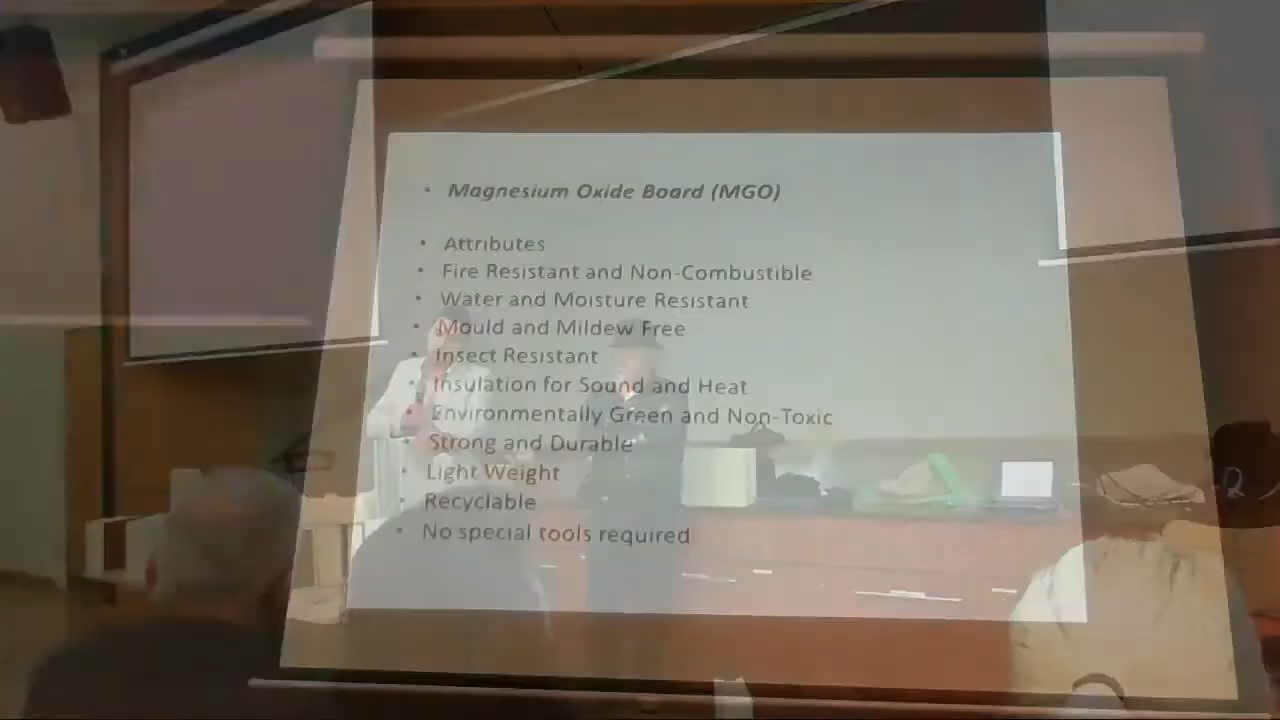 • Magnesium Oxide Board (MGO)
• Attributes
• Fire Resistant and Non-Combustible
• Water and Moisture Resistant
• Mould and Mildew Free
• Insect Resistant
• Insulation for Sound and Heat
• Environmentally Green and Non-Toxic
• Strong and Durable
• Light Weight
• Recyclable
• No special tools required